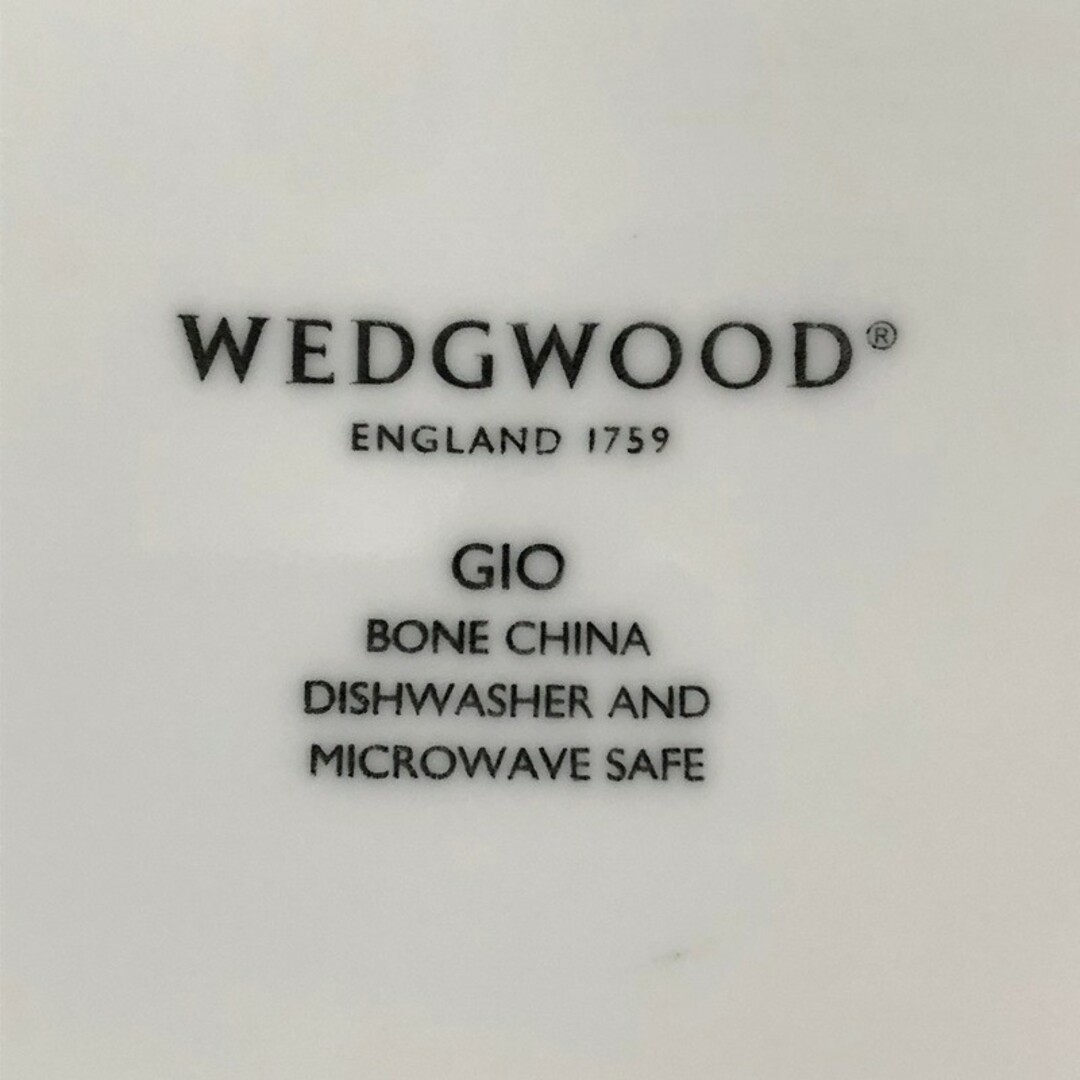 WEDGWOOD®
ENGLAND 1759
GIO
BONE CHINA
DISHWASHER AND
MICROWAVE SAFE